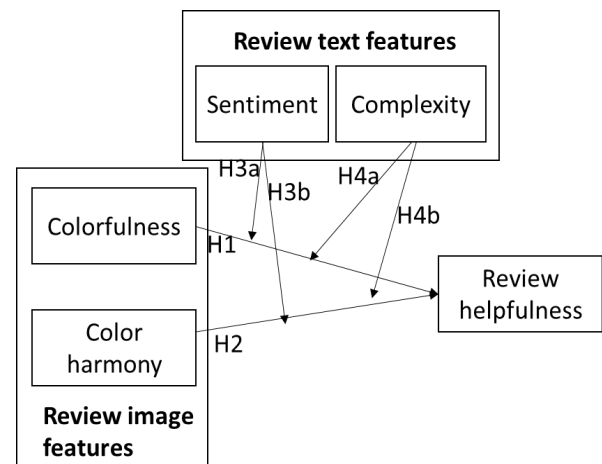 Review text features
Sentiment
Complexity
H3a
H3b
H4a
H4b
Colorfulness
H1
Review
helpfulness
Color
harmony
H2
Review image
features